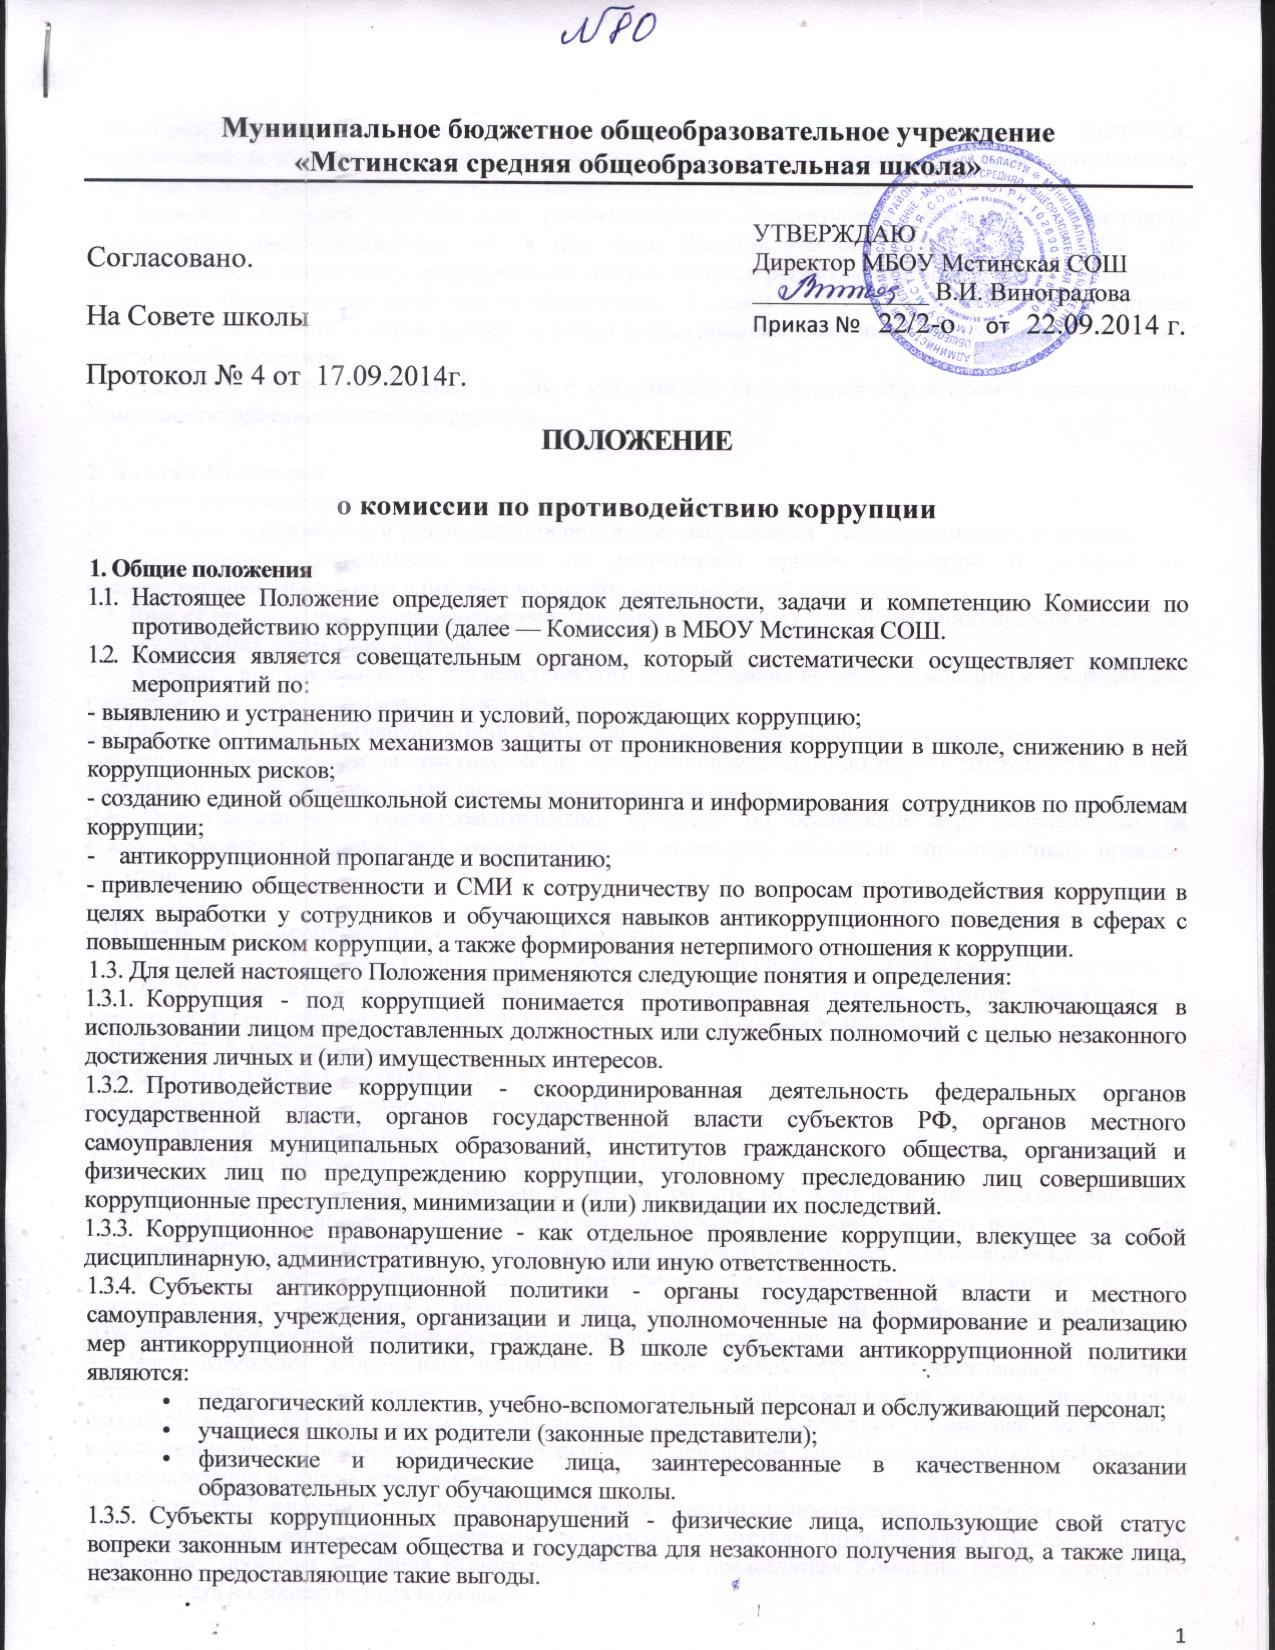 №80
Муниципальное бюджетное общеобразовательное учреждение
«Мстинская средняя общеобразовательная школа»
УТВЕРЖДАЮ
Директор МБОУ Мстинская СОШ
В.И. Виноградова
Приказ № 22/2-о от 22.09.2014 г.
Согласовано.
На Совете школы
Протокол № 4 от 17.09.2014г.
ПОЛОЖЕНИЕ
о комиссии по противодействию коррупции
1. Общие положения
1.1. Настоящее Положение определяет порядок деятельности, задачи и компетенцию Комиссии по
противодействию коррупции (далее — Комиссия) в МБОУ Мстинская СОШ.
1.2. Комиссия является совещательным органом, который систематически осуществляет комплекс
мероприятий по:
- выявлению и устранению причин и условий, порождающих коррупцию;
- выработке оптимальных механизмов защиты от проникновения коррупции в школе, снижению в ней
коррупционных рисков;
- созданию единой общешкольной системы мониторинга и информирования сотрудников по проблемам
коррупции;
- антикоррупционной пропаганде и воспитанию;
- привлечению общественности и СМИ к сотрудничеству по вопросам противодействия коррупции в
целях выработки у сотрудников и обучающихся навыков антикоррупционного поведения в сферах с
повышенным риском коррупции, а также формирования нетерпимого отношения к коррупции.
1.3. Для целей настоящего Положения применяются следующие понятия и определения:
1.3.1. Коррупция - под коррупцией понимается противоправная деятельность, заключающаяся в
использовании лицом предоставленных должностных или служебных полномочий с целью незаконного
достижения личных и (или) имущественных интересов.
1.3.2. Противодействие коррупции - скоординированная деятельность федеральных органов
государственной власти, органов государственной власти субъектов РФ, органов местного
самоуправления муниципальных образований, институтов гражданского общества, организаций и
физических лиц по предупреждению коррупции, уголовному преследованию лиц совершивших
коррупционные преступления, минимизации и (или) ликвидации их последствий.
1.3.3. Коррупционное правонарушение - как отдельное проявление коррупции, влекущее за собой
дисциплинарную, административную, уголовную или иную ответственность.
1.3.4. Субъекты антикоррупционной политики - органы государственной власти и местного
самоуправления, учреждения, организации и лица, уполномоченные на формирование и реализацию
мер антикоррупционной политики, граждане. В школе субъектами антикоррупционной политики
являются:
• педагогический коллектив, учебно-вспомогательный персонал и обслуживающий персонал;
• учащиеся школы и их родители (законные представители);
• физические и юридические лица, заинтересованные в качественном оказании
образовательных услуг обучающимся школы.
1.3.5. Субъекты коррупционных правонарушений - физические лица, использующие свой статус
вопреки законным интересам общества и государства для незаконного получения выгод, а также лица,
незаконно предоставляющие такие выгоды.
1